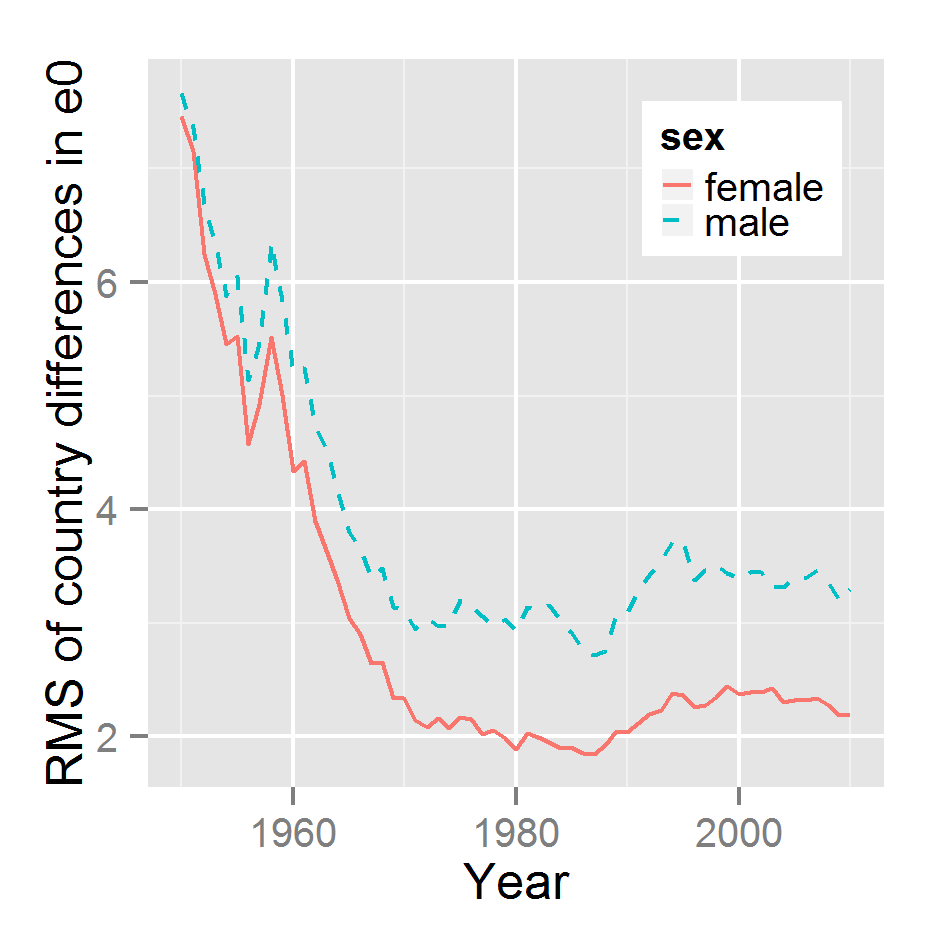 RMS of country differences in e0
sex
female
male
6
4
2
1960 1980 2000
Year